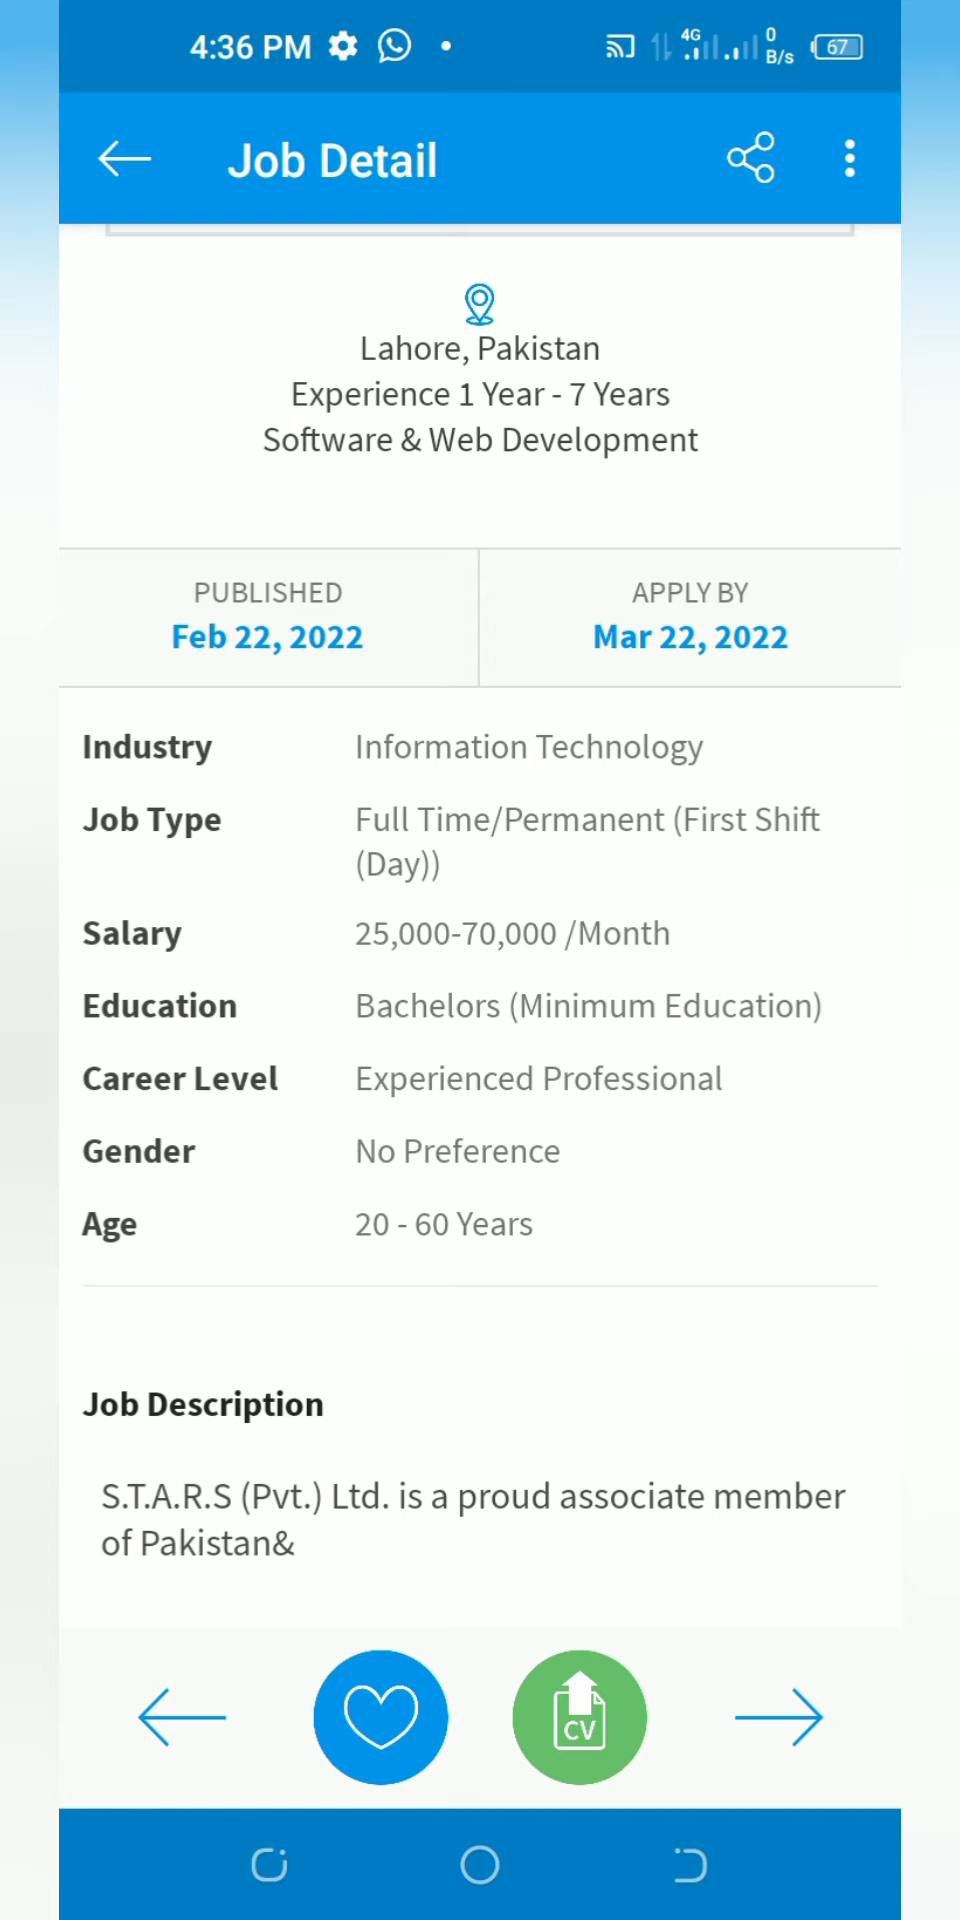 4:36 PM
4G
0
B/s
67
Job Detail
Lahore, Pakistan
Experience 1 Year - 7 Years
Software & Web Development
PUBLISHED
APPLY BY
Feb 22, 2022
Mar 22, 2022
Industry
Information Technology
Job Type
Full Time/Permanent (First Shift
(Day))
Salary
25,000-70,000 /Month
Education
Bachelors (Minimum Education)
Career Level
Experienced Professional
Gender
No Preference
Age
20 - 60 Years
Job Description
S.T.A.R.S (Pvt.) Ltd. is a proud associate member
of Pakistan&
CV